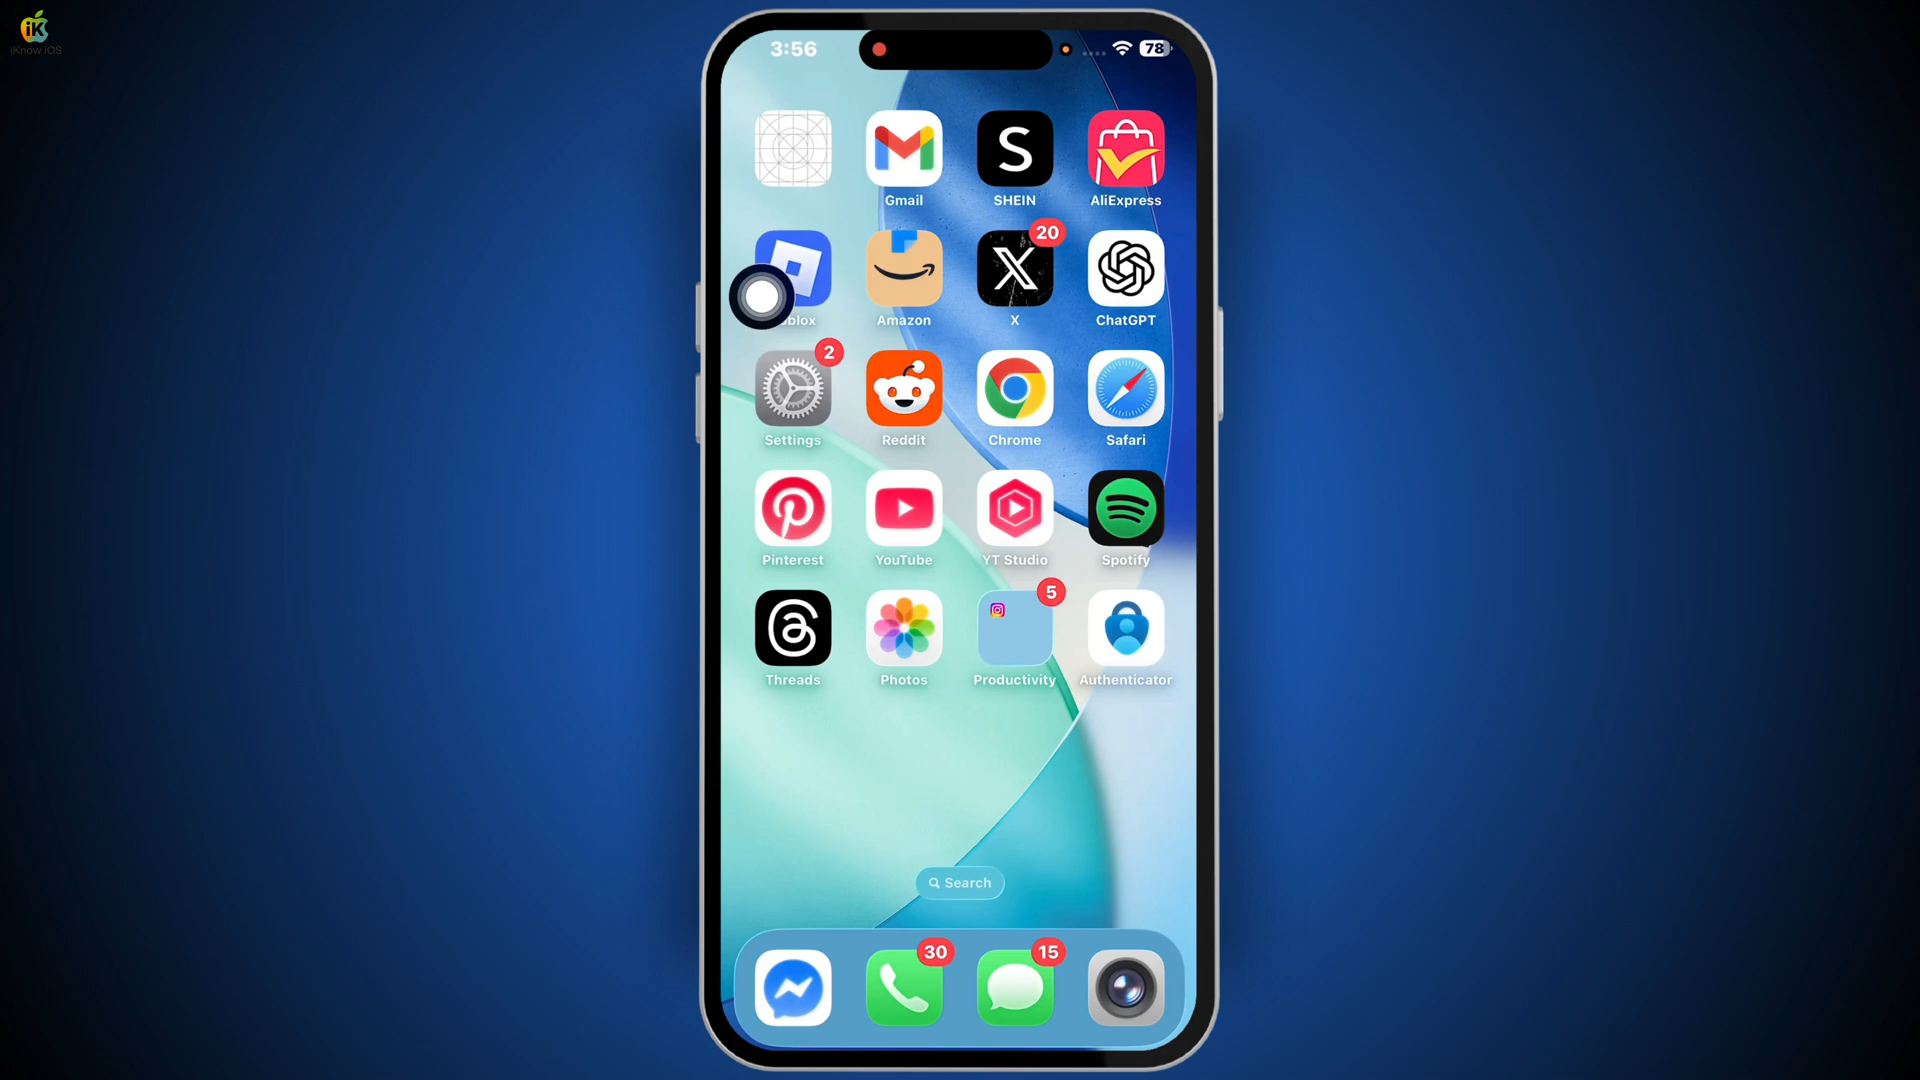 iK
iKnow iOS
3:56
78
Gmail
S
SHEIN
AliExpress
20
blox
Amazon
X
ChatGPT
2
Settings
Reddit
Chrome
Safari
Pinterest
YouTube
YT Studio
Spotify
5
Threads
Photos
Productivity
Authenticator
Search
30
15